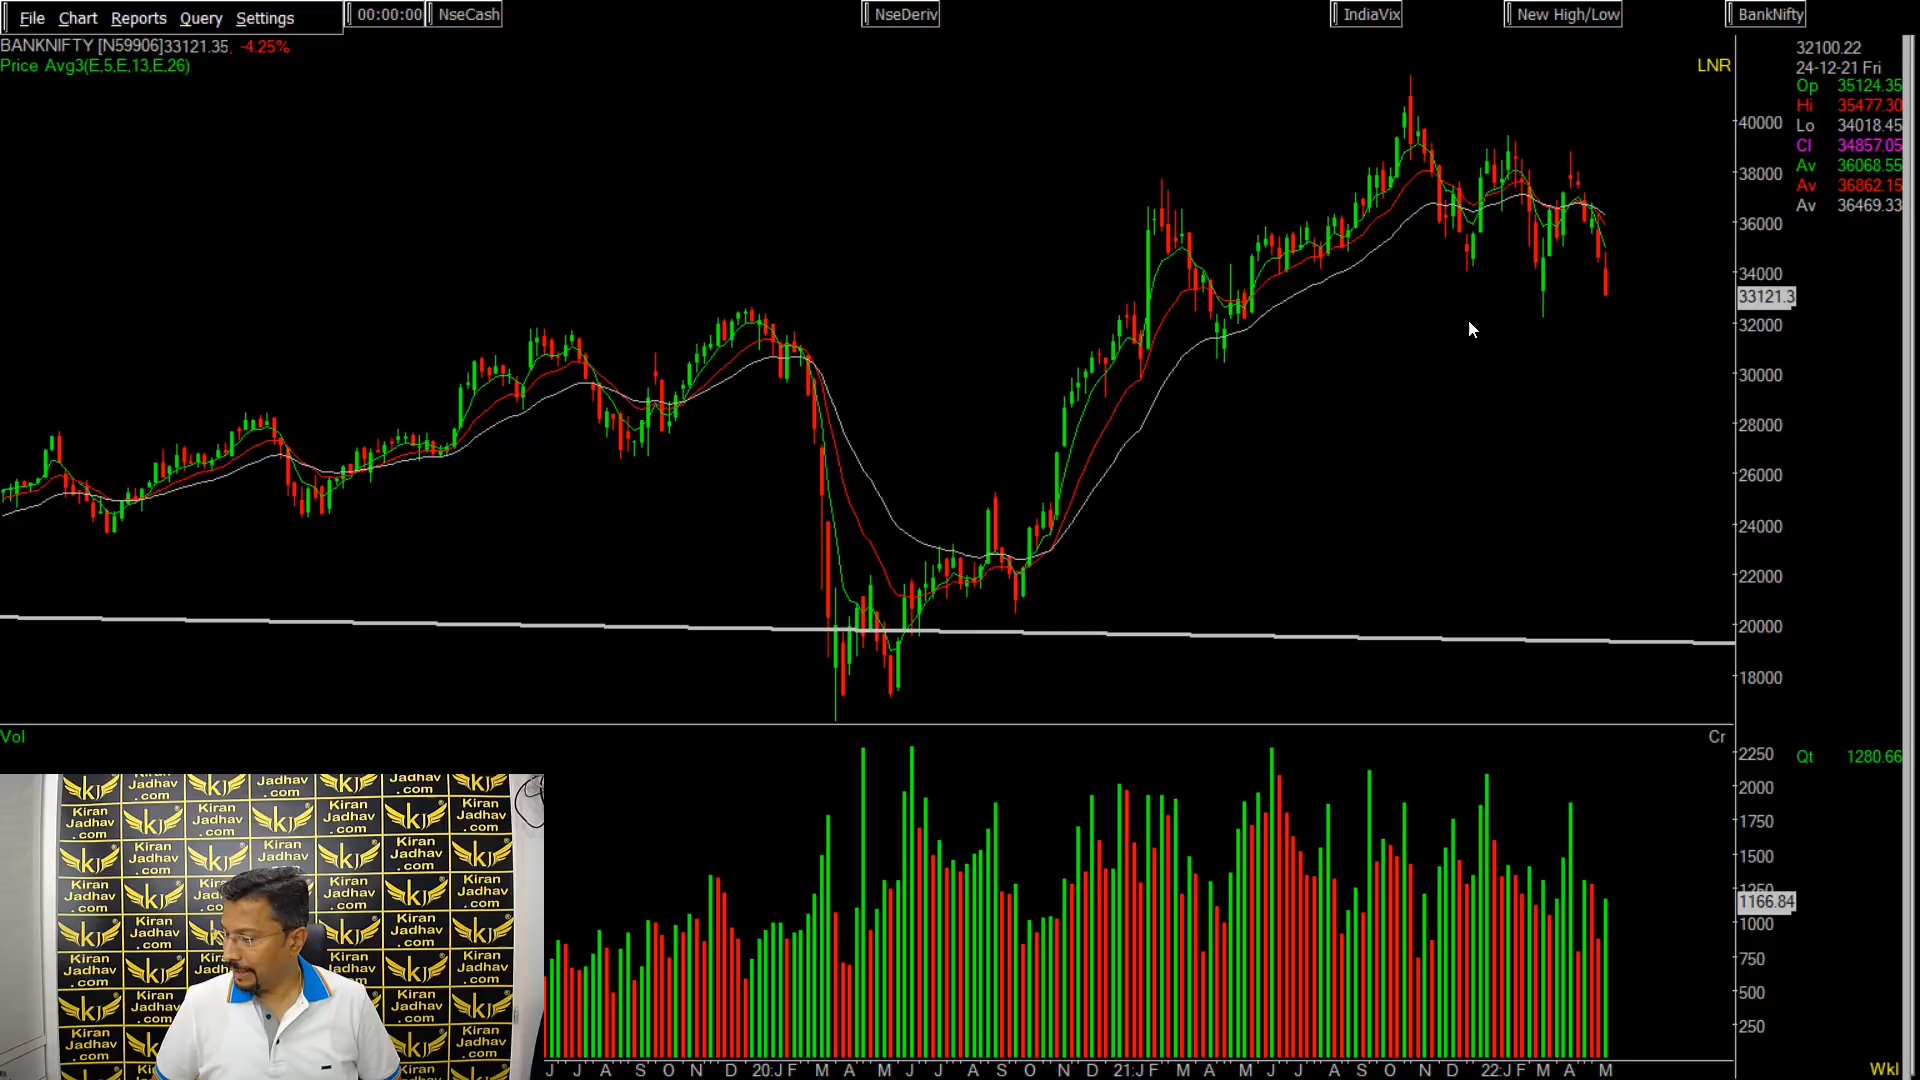 File Chart Reports Query Settings 00:00:00 NseCash NseDeriv IndiaVix New High/Low BankNifty
BANKNIFTY [N59906]33121.35, -4.25%
Price Avg3(E,5,E,13,E,26)
LNR
32100.22
24-12-21 Fri
Op 35124.35
Hi 35477.30
Lo 34018.45
Cl 34857.05
Av 36068.55
Av 36862.15
Av 36469.33
40000
38000
36000
34000
33121.3
32000
30000
28000
26000
24000
22000
20000
18000
Vol
Cr
Qt 1280.66
2250
2000
1750
1500
1250
1166.84
1000
750
500
250
Kiran Jadhav .com
KJ
J J A S O N D 20:J F M A M J J A S O N D 21:J F M A M J J A S O N D 22:J F M A M
Wkl